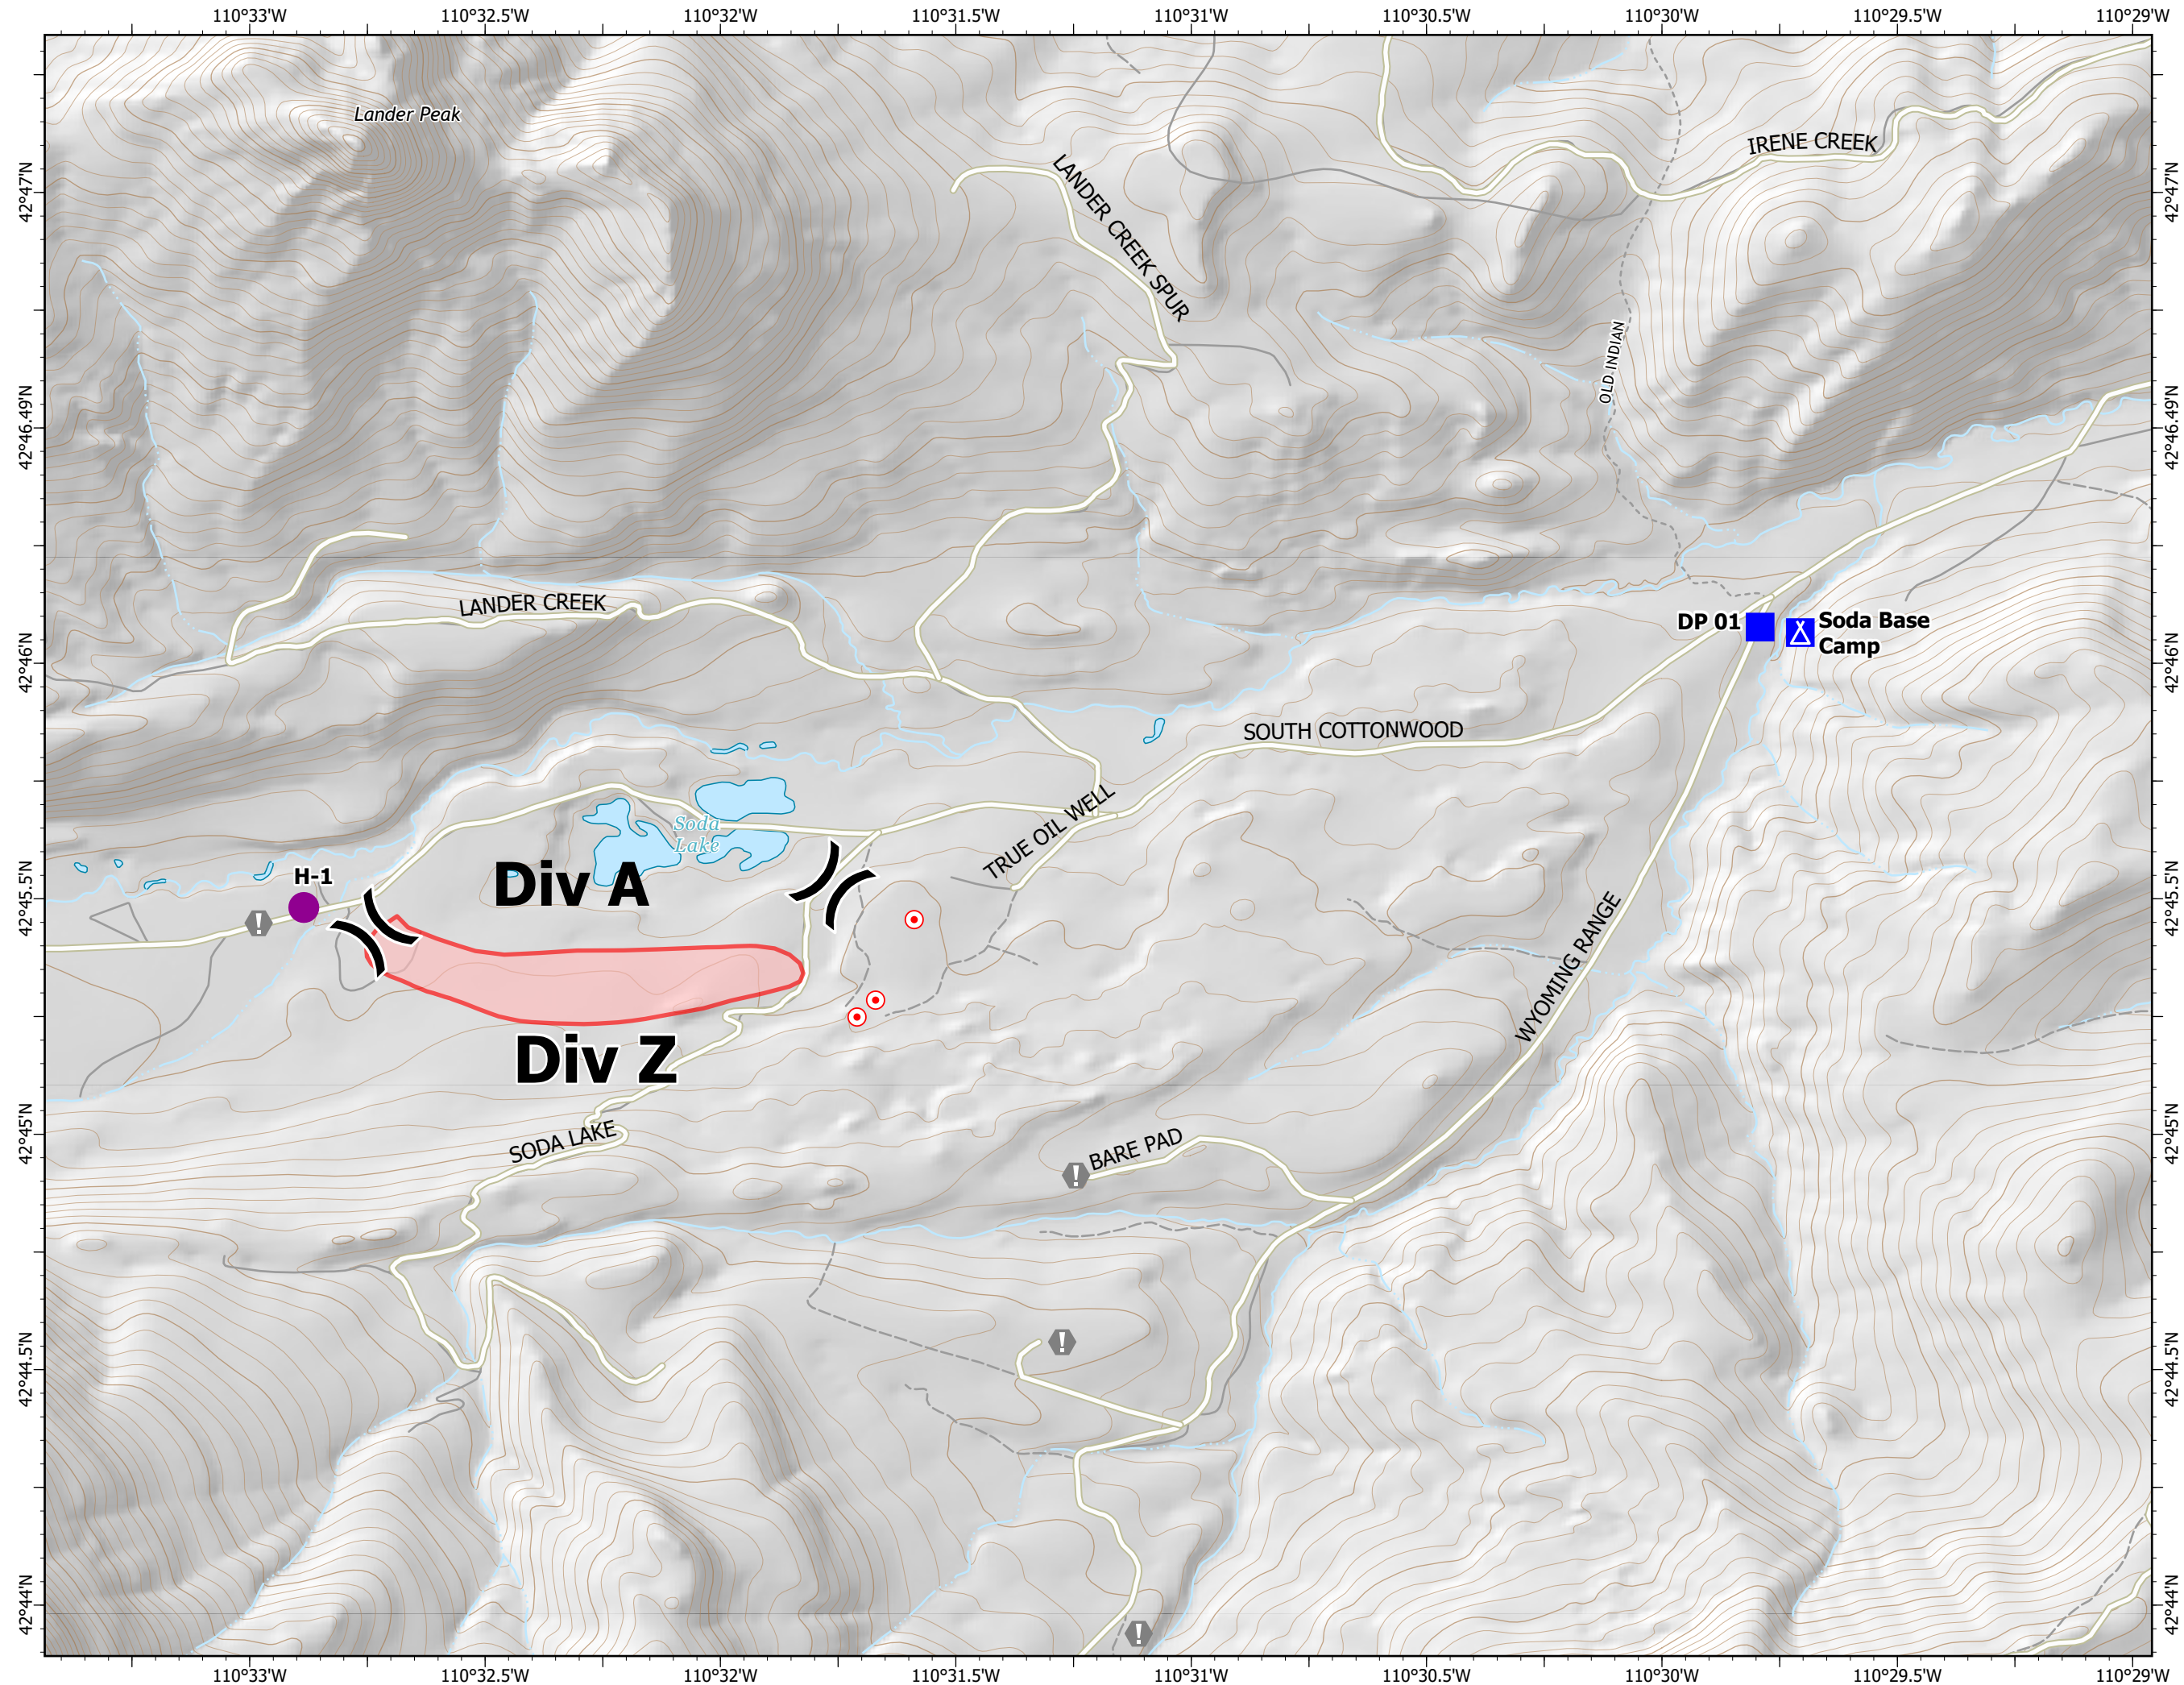 110°33'W 110°32.5'W 110°32'W 110°31.5'W 110°31'W 110°30.5'W 110°30'W 110°29.5'W 110°29'W
Lander Peak
IRENE CREEK
42°47'N
42°47'N
LANDER CREEK SPUR
OLD INDIAN
42°46.49'N
42°46.49'N
LANDER CREEK
DP 01
Soda Base
Camp
42°46'N
42°46'N
SOUTH COTTONWOOD
TRUE OIL WELL
Soda
Lake
H-1
!
Div A
42°45.5'N
42°45.5'N
WYOMING RANGE
Div Z
SODA LAKE
BARE PAD
!
42°45'N
42°45'N
!
42°44.5'N
42°44.5'N
42°44'N
42°44'N
!
110°33'W 110°32.5'W 110°32'W 110°31.5'W 110°31'W 110°30.5'W 110°30'W 110°29.5'W 110°29'W